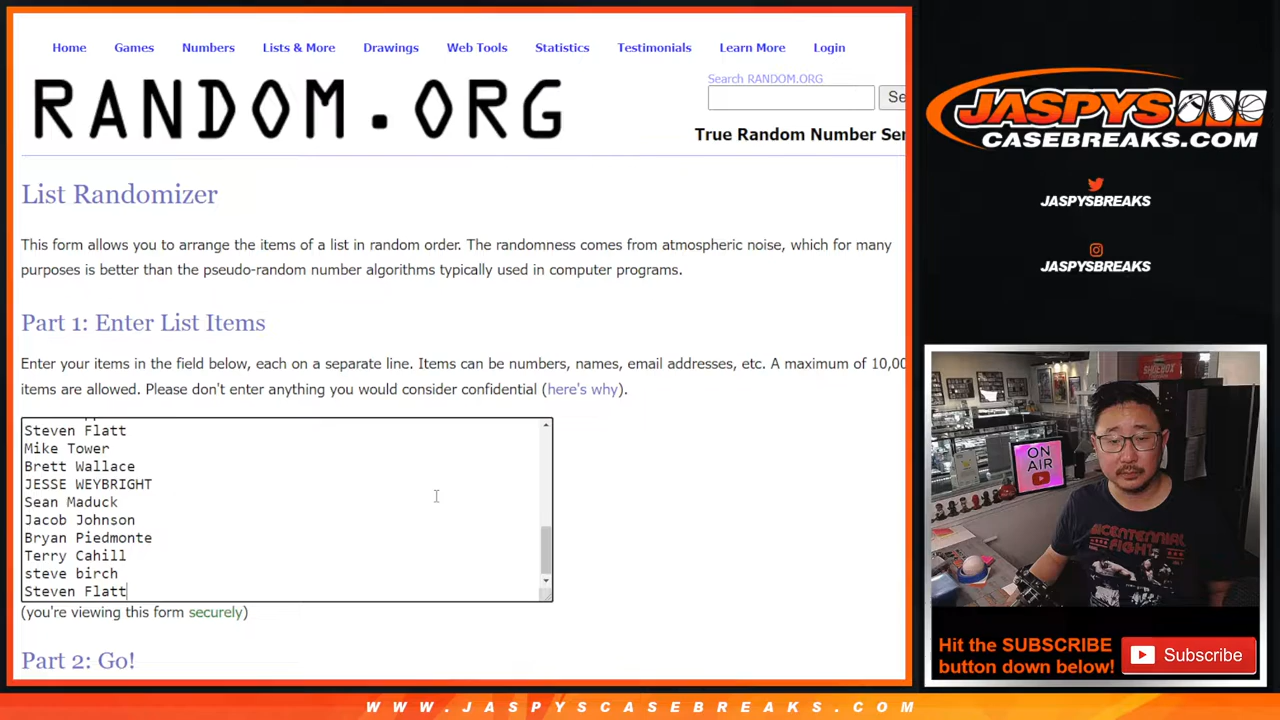 Home Games Numbers Lists & More Drawings Web Tools Statistics Testimonials Learn More Login
RANDOM.ORG
Search RANDOM.ORG
Se
True Random Number Ser
List Randomizer
This form allows you to arrange the items of a list in random order. The randomness comes from atmospheric noise, which for many
purposes is better than the pseudo-random number algorithms typically used in computer programs.
Part 1: Enter List Items
Enter your items in the field below, each on a separate line. Items can be numbers, names, email addresses, etc. A maximum of 10,00
items are allowed. Please don't enter anything you would consider confidential (here's why).
Steven Flatt
Mike Tower
Brett Wallace
JESSE WEYBRIGHT
Sean Maduck
Jacob Johnson
Bryan Piedmonte
Terry Cahill
steve birch
Steven Flatt
(you're viewing this form securely)
Part 2: Go!
JASPYS
CASEBREAKS.COM
JASPYSBREAKS
JASPYSBREAKS
SHOEBOX
ON
AIR
BICENTENNIAL
FIGHT
Hit the SUBSCRIBE
button down below!
Subscribe
WWW.JASPYSCASEBREAKS.COM